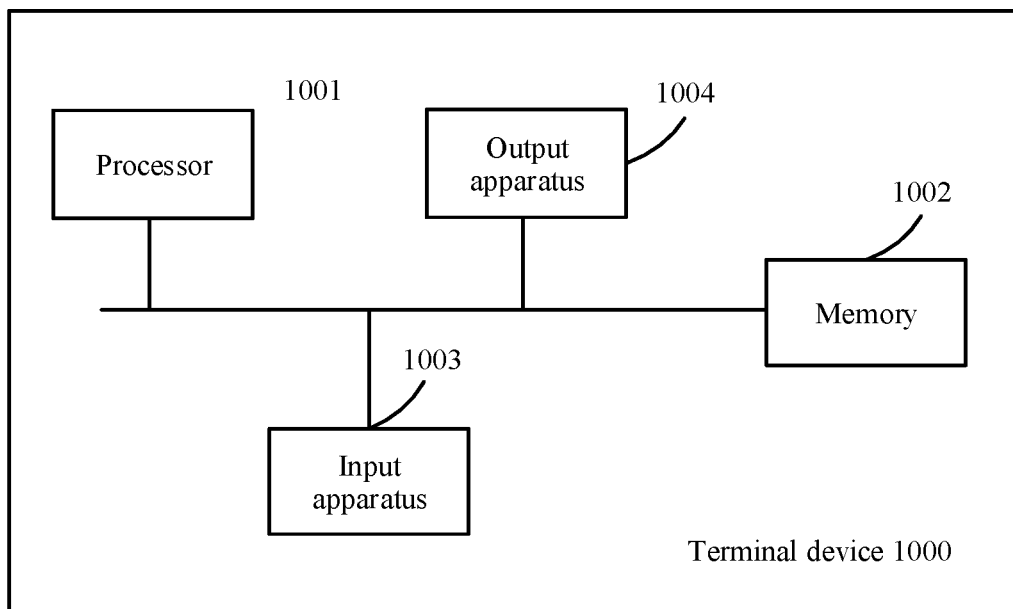 1001
Processor
1004
Output
apparatus
1002
Memory
1003
Input
apparatus
Terminal device 1000